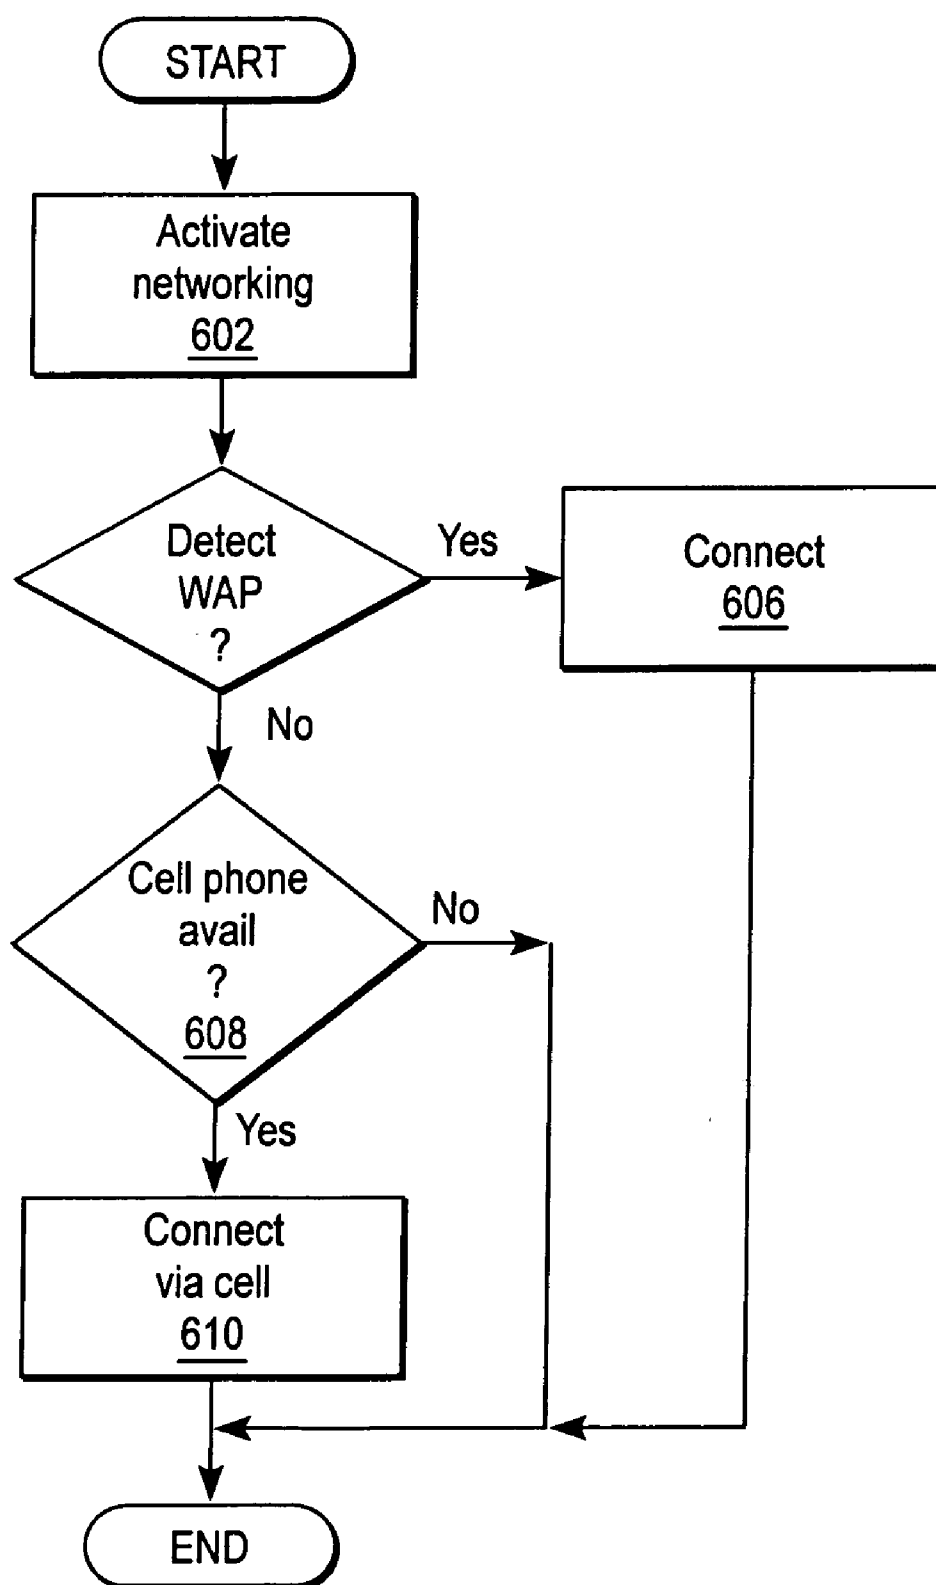 START
Activate
networking
602
Detect
WAP
?
Yes
Connect
606
No
Cell phone
avail
?
608
No
Yes
Connect
via cell
610
END